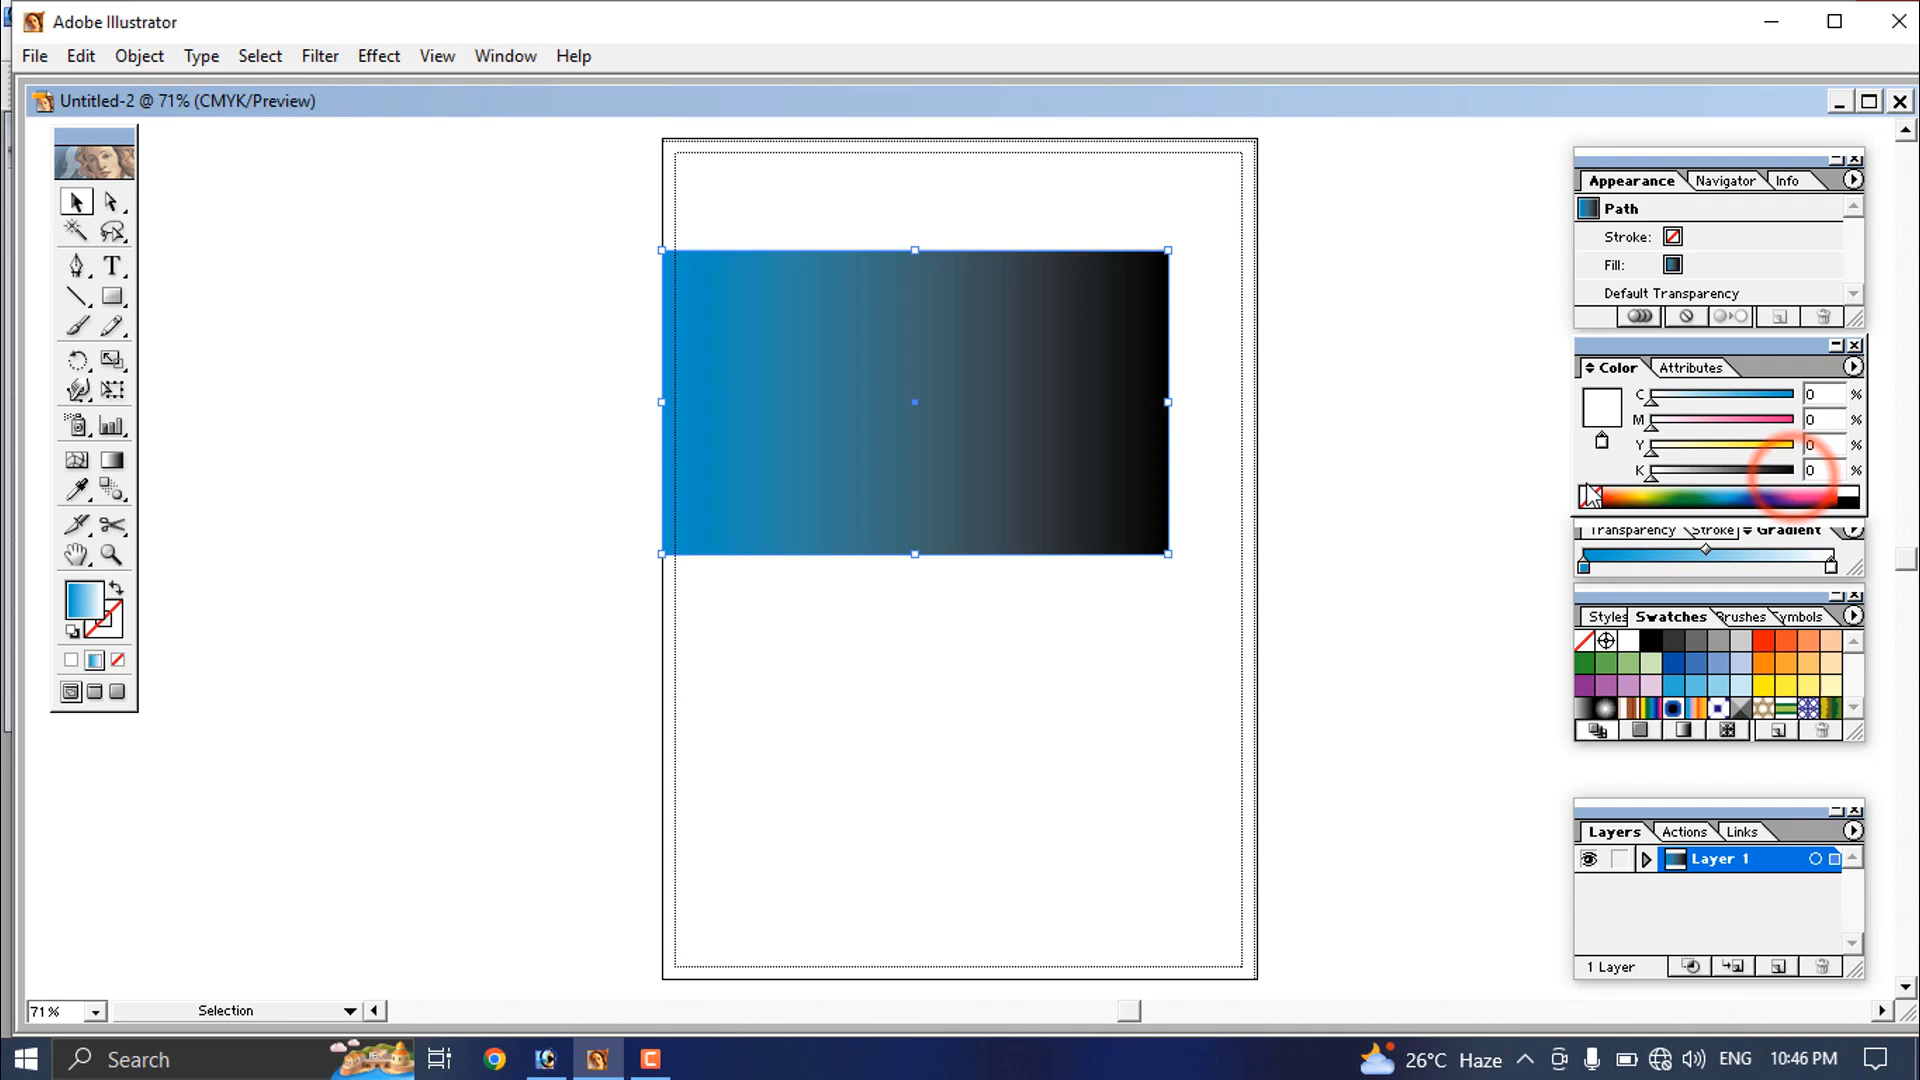 Adobe Illustrator
File Edit Object Type Select Filter Effect View Window Help
Untitled-2 @ 71% (CMYK/Preview)
Appearance Navigator Info
Path
Stroke:
Fill:
Default Transparency
Color Attributes
C 0 %
M 0 %
Y 0 %
K 0 %
Transparency Stroke Gradient
Styles Swatches Brushes Symbols
Layers Actions Links
Layer 1
1 Layer
71% Selection
Search 26°C Haze ENG 10:46 PM